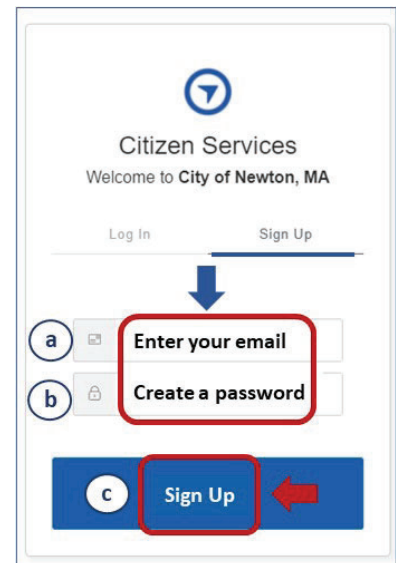 Citizen Services
Welcome to City of Newton, MA
Log In Sign Up
a Enter your email
b Create a password
c Sign Up